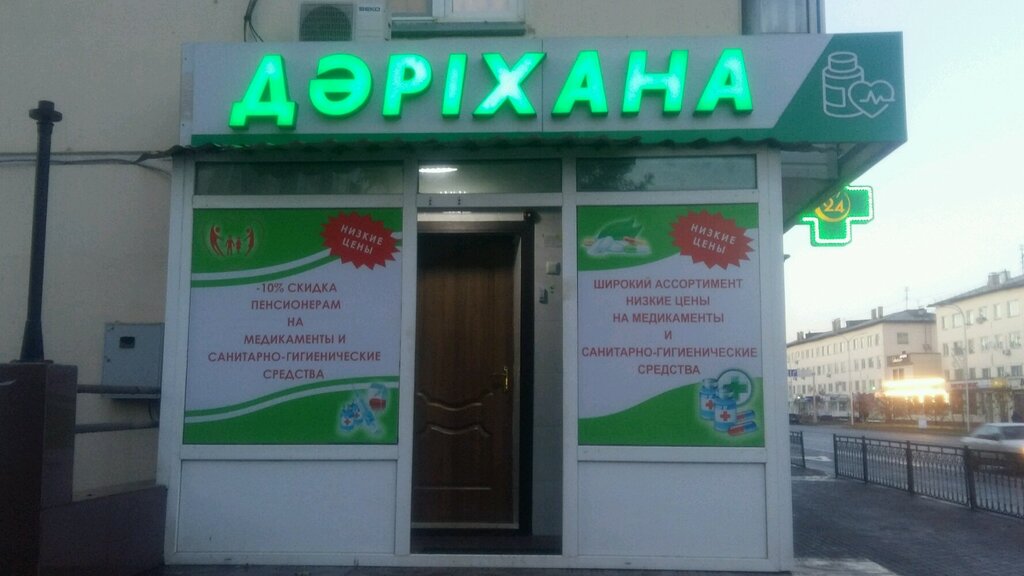 BEKO
ДӘРІХАНА
24
НИЗКИЕ
ЦЕНЫ
-10% СКИДКА
ПЕНСИОНЕРАМ
НА
МЕДИКАМЕНТЫ И
САНИТАРНО-ГИГИЕНИЧЕСКИЕ
СРЕДСТВА
НИЗКИЕ
ЦЕНЫ
ШИРОКИЙ АССОРТИМЕНТ
НИЗКИЕ ЦЕНЫ
НА МЕДИКАМЕНТЫ
И
САНИТАРНО-ГИГИЕНИЧЕСКИЕ
СРЕДСТВА